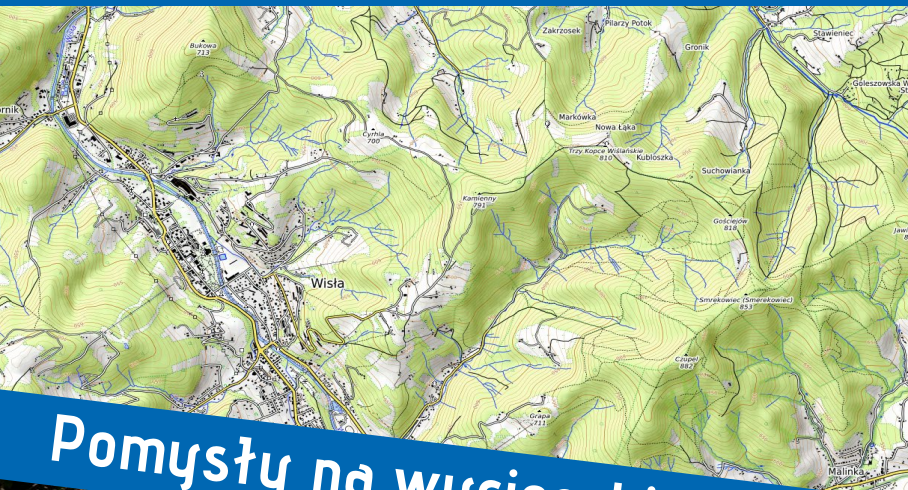 Bukowa
713
Zakrzosek
Pilarzy Potok
Stawieniec
Gronik
Goleszowska
Markówka
Nowa Łąka
Cyrhla
700
Trzy Kopce Wiślańskie
810
Kubloszka
Suchowianka
Kamienny
791
Gościejów
818
Wisła
Smrekowiec (Smerekowiec)
853
Czupel
882
Grapa
711
Malinka
Pomysły na